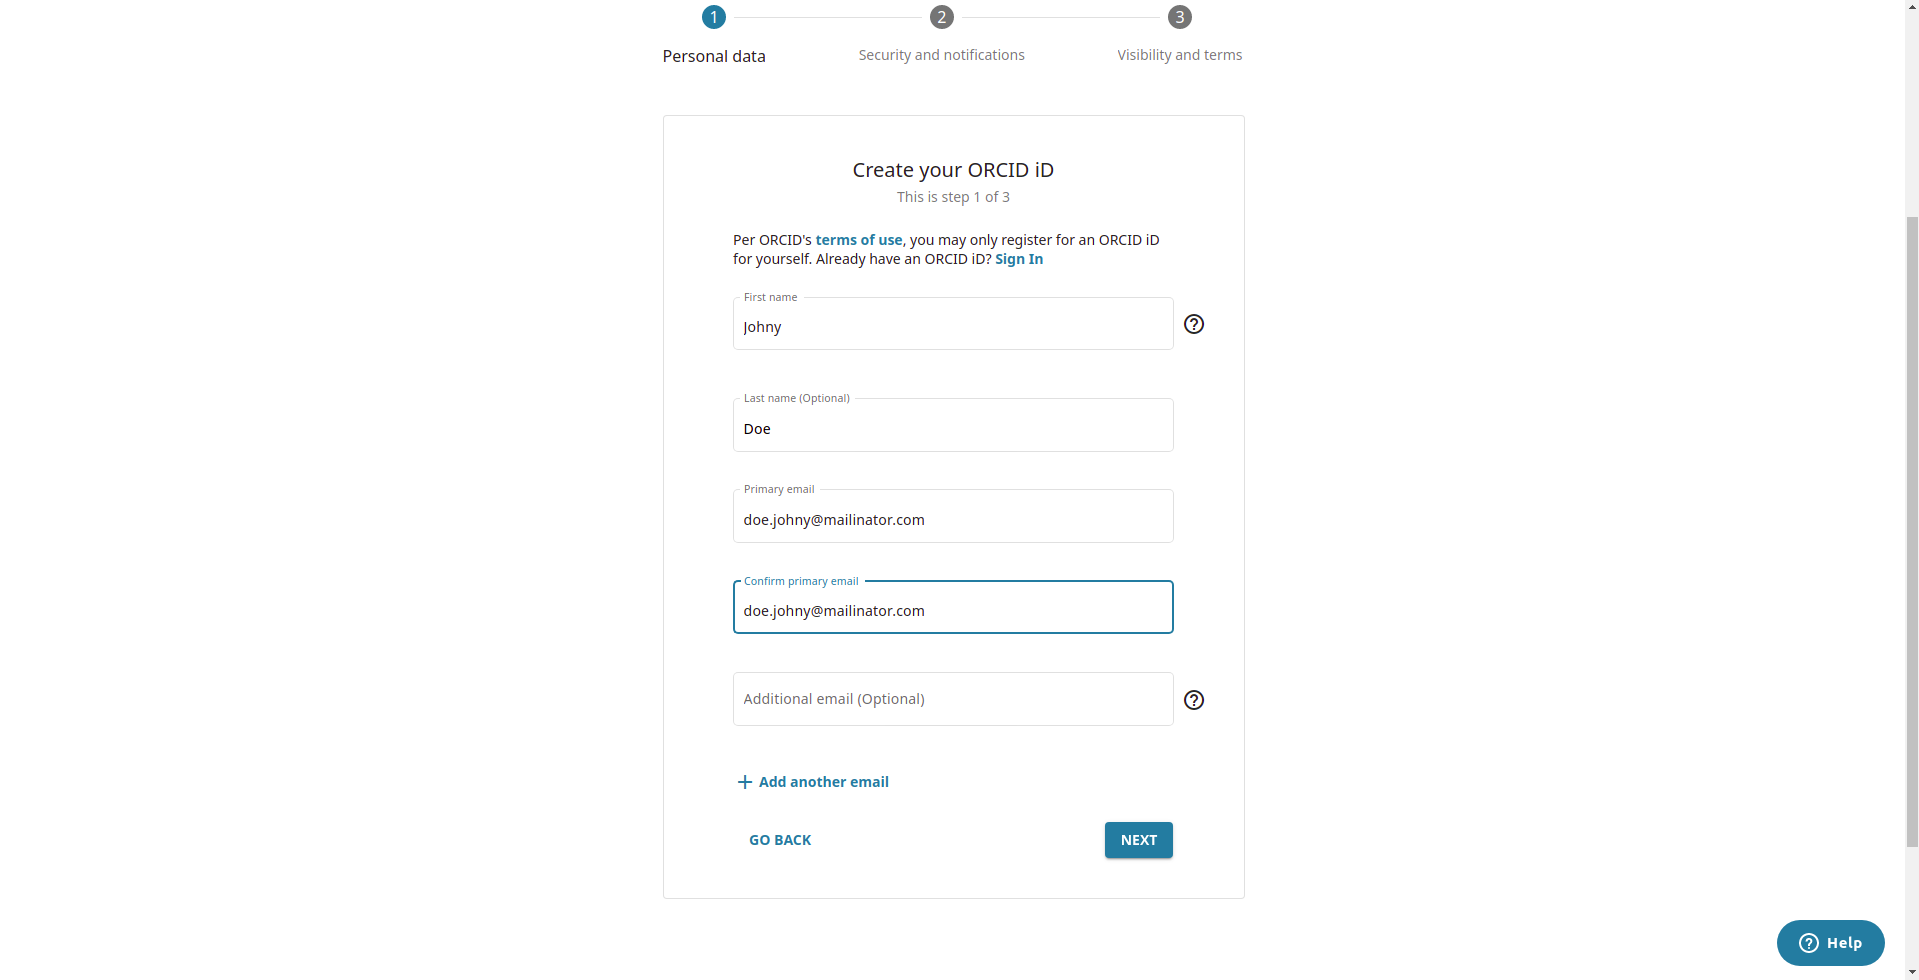 1
2
3
Personal data
Security and notifications
Visibility and terms
Create your ORCID iD
This is step 1 of 3
Per ORCID's terms of use, you may only register for an ORCID iD
for yourself. Already have an ORCID iD? Sign In
First name
Johny
Last name (Optional)
Doe
Primary email
doe.johny@mailinator.com
Confirm primary email
doe.johny@mailinator.com
Additional email (Optional)
Add another email
GO BACK
NEXT
Help